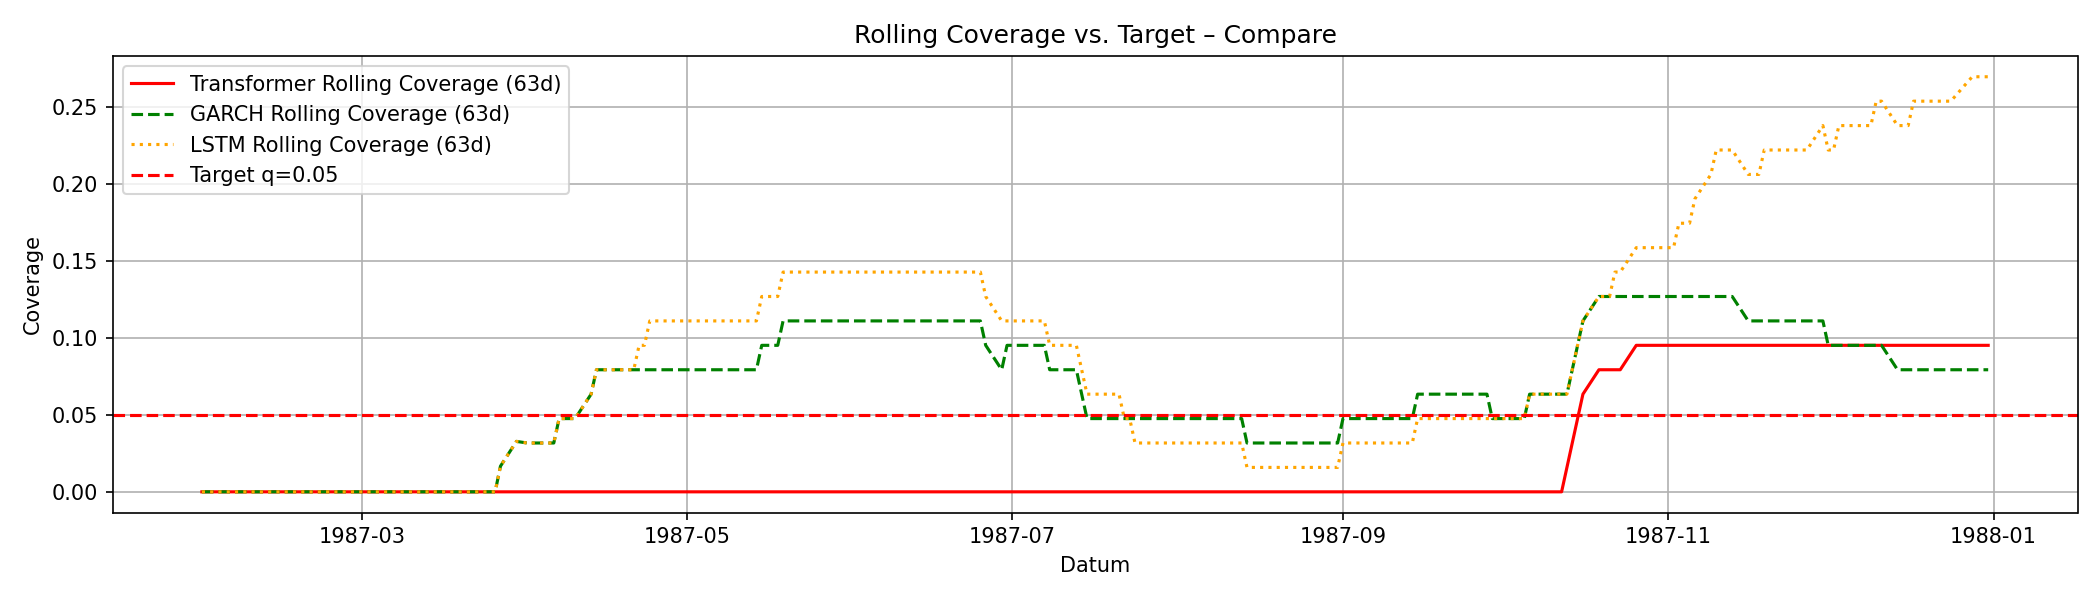 Rolling Coverage vs. Target – Compare
Transformer Rolling Coverage (63d)
GARCH Rolling Coverage (63d)
LSTM Rolling Coverage (63d)
Target q=0.05
Coverage
0.25
0.20
0.15
0.10
0.05
0.00
1987-03 1987-05 1987-07 1987-09 1987-11 1988-01
Datum